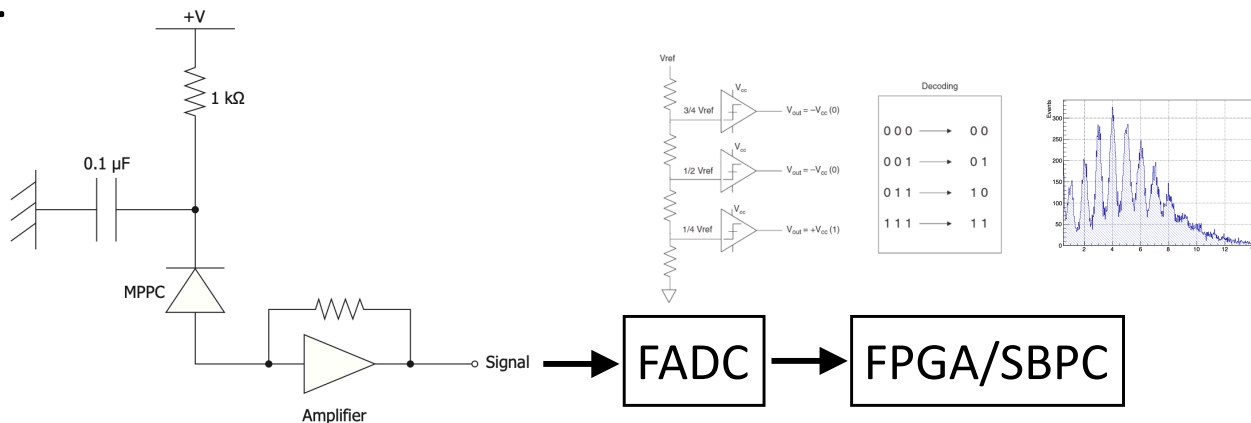 +V
1 kΩ
0.1 µF
MPPC
Amplifier
Signal
Vref
3/4 Vref
Vcc
Vout = –Vcc (0)
1/2 Vref
Vcc
Vout = –Vcc (0)
1/4 Vref
Vcc
Vout = +Vcc (1)
Decoding
0 0 0 → 0 0
0 0 1 → 0 1
0 1 1 → 1 0
1 1 1 → 1 1
Events
300
250
200
150
100
50
0
2 4 6 8 10 12
FADC
FPGA/SBPC